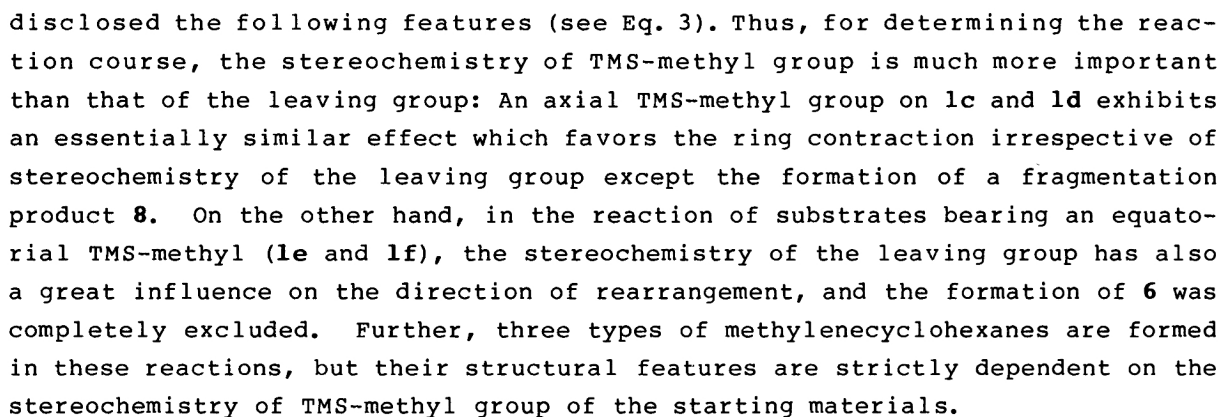 disclosed the following features (see Eq. 3). Thus, for determining the reac-
tion course, the stereochemistry of TMS-methyl group is much more important
than that of the leaving group: An axial TMS-methyl group on 1c and 1d exhibits
an essentially similar effect which favors the ring contraction irrespective of
stereochemistry of the leaving group except the formation of a fragmentation
product 8. On the other hand, in the reaction of substrates bearing an equato-
rial TMS-methyl (1e and 1f), the stereochemistry of the leaving group has also
a great influence on the direction of rearrangement, and the formation of 6 was
completely excluded. Further, three types of methylenecyclohexanes are formed
in these reactions, but their structural features are strictly dependent on the
stereochemistry of TMS-methyl group of the starting materials.